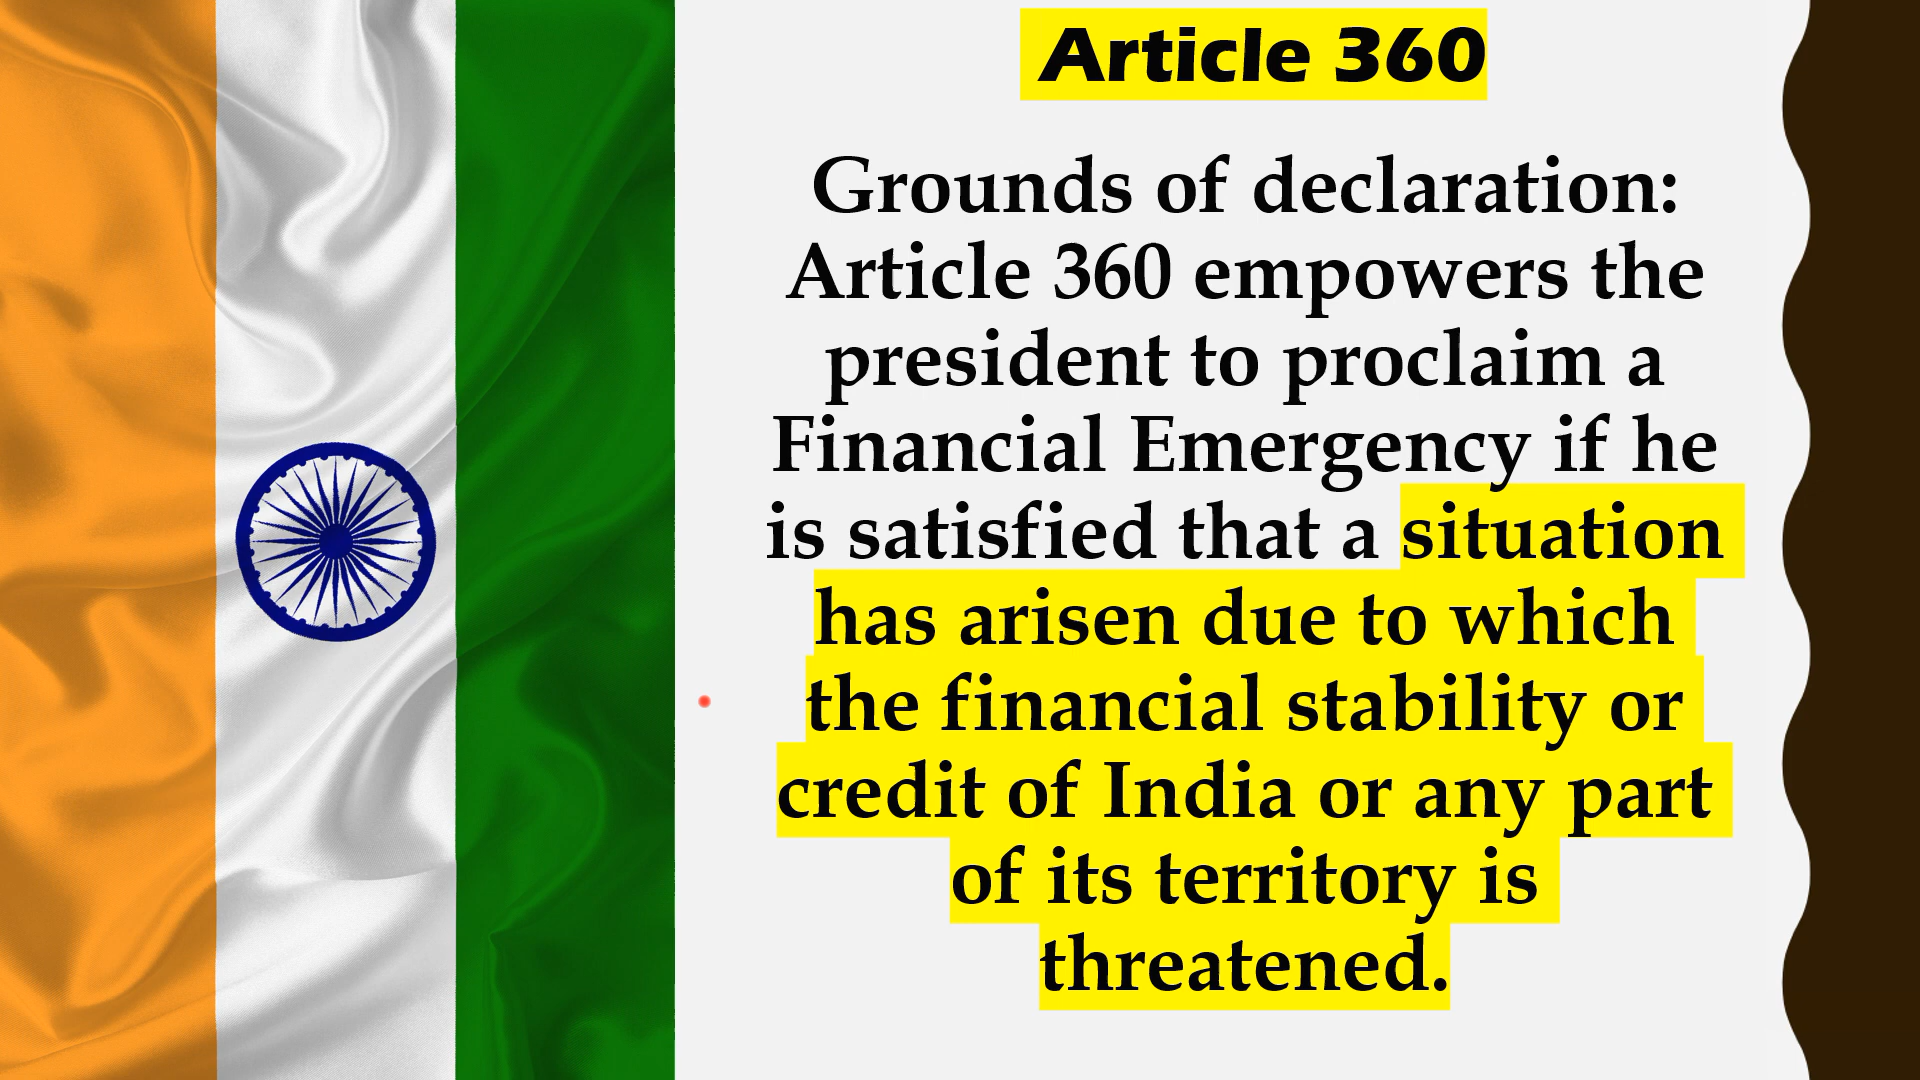 Article 360
Grounds of declaration:
Article 360 empowers the
president to proclaim a
Financial Emergency if he
is satisfied that a situation
has arisen due to which
the financial stability or
credit of India or any part
of its territory is
threatened.